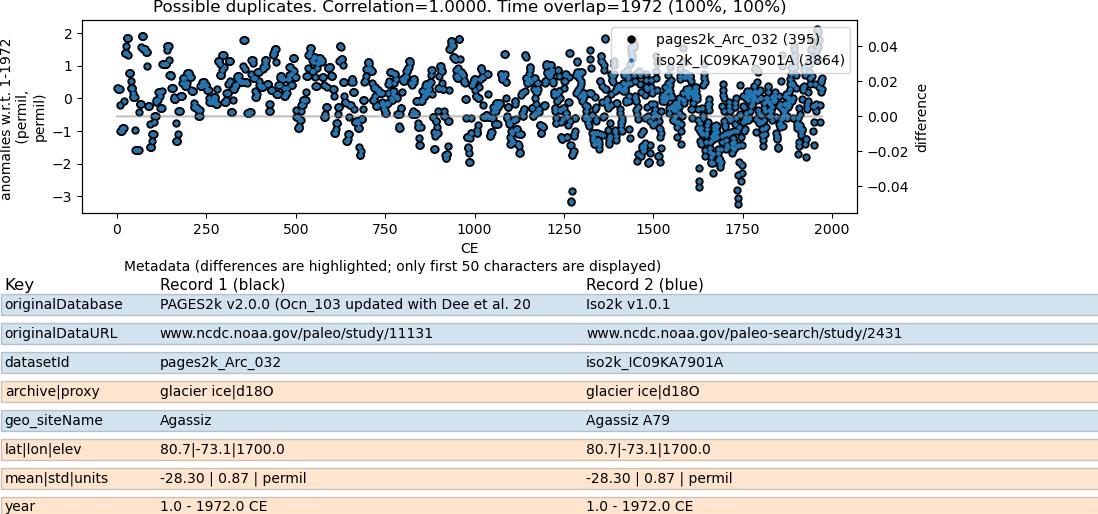 Possible duplicates. Correlation=1.0000. Time overlap=1972 (100%, 100%)
pages2k_Arc_032 (395)
iso2k_IC09KA7901A (3864)
anomalies w.r.t. 1-1972
(permil,
permil)
2
1
0
−1
−2
−3
0.04
0.02
0.00
−0.02
−0.04
difference
0 250 500 750 1000 1250 1500 1750 2000
CE
Metadata (differences are highlighted; only first 50 characters are displayed)
Key Record 1 (black) Record 2 (blue)
originalDatabase PAGES2k v2.0.0 (Ocn_103 updated with Dee et al. 20 Iso2k v1.0.1
originalDataURL www.ncdc.noaa.gov/paleo/study/11131 www.ncdc.noaa.gov/paleo-search/study/2431
datasetId pages2k_Arc_032 iso2k_IC09KA7901A
archive|proxy glacier ice|d18O glacier ice|d18O
geo_siteName Agassiz Agassiz A79
lat|lon|elev 80.7|-73.1|1700.0 80.7|-73.1|1700.0
mean|std|units -28.30 | 0.87 | permil -28.30 | 0.87 | permil
year 1.0 - 1972.0 CE 1.0 - 1972.0 CE